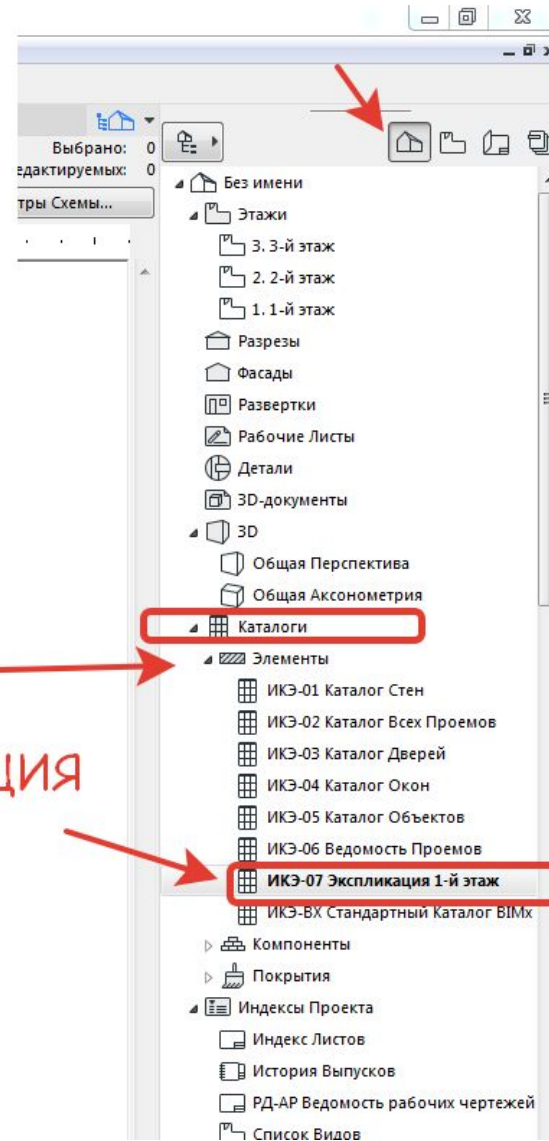 Выбрано: 0
едактируемых: 0
тры Схемы...
Без имени
Этажи
3. 3-й этаж
2. 2-й этаж
1. 1-й этаж
Разрезы
Фасады
Развертки
Рабочие Листы
Детали
3D-документы
3D
Общая Перспектива
Общая Аксонометрия
Каталоги
Элементы
ИКЭ-01 Каталог Стен
ИКЭ-02 Каталог Всех Проемов
ИКЭ-03 Каталог Дверей
ция
ИКЭ-04 Каталог Окон
ИКЭ-05 Каталог Объектов
ИКЭ-06 Ведомость Проемов
ИКЭ-07 Экспликация 1-й этаж
ИКЭ-BX Стандартный Каталог BIMx
Компоненты
Покрытия
Индексы Проекта
Индекс Листов
История Выпусков
РД-АР Ведомость рабочих чертежей
Список Видов